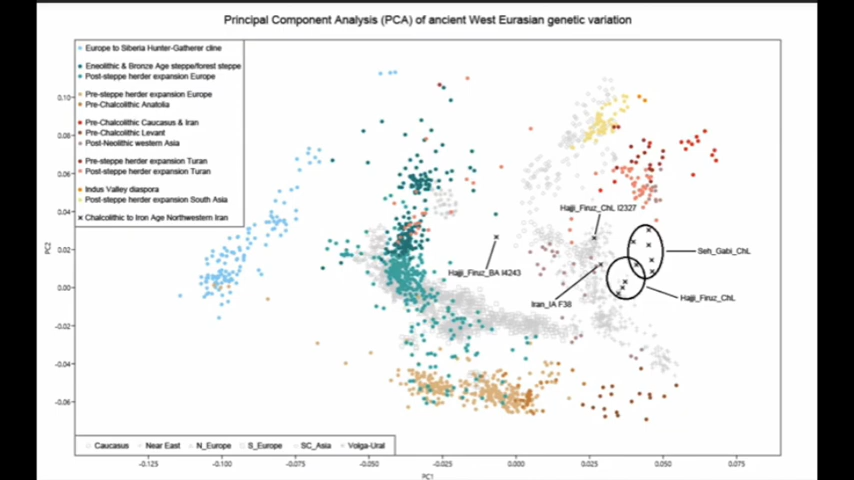 Principal Component Analysis (PCA) of ancient West Eurasian genetic variation
Europe to Siberia Hunter-Gatherer cline
Eneolithic & Bronze Age steppe/forest steppe
Post-steppe herder expansion Europe
Pre-steppe herder expansion Europe
Pre-Chalcolithic Anatolia
Pre-Chalcolithic Caucasus & Iran
Pre-Chalcolithic Levant
Post-Neolithic western Asia
Pre-steppe herder expansion Turan
Post-steppe herder expansion Turan
Indus Valley diaspora
Post-steppe herder expansion South Asia
Chalcolithic to Iron Age Northwestern Iran
0.10
0.08
0.06
0.04
0.02
0.00
-0.02
-0.04
-0.06
PC2
Hajji_Firuz_ChL I2327
Seh_Gabi_ChL
Hajji_Firuz_BA I4243
Iran_IA F38
Hajji_Firuz_ChL
Caucasus Near East N_Europe S_Europe SC_Asia Volga-Ural
-0.125 -0.100 -0.075 -0.050 -0.025 0.000 0.025 0.050 0.075
PC1